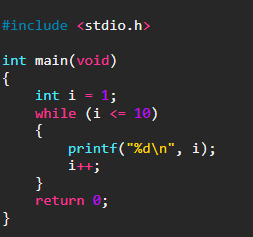 #include <stdio.h>

int main(void)
{
    int i = 1;
    while (i <= 10)
    {
        printf("%d\n", i);
        i++;
    }
    return 0;
}